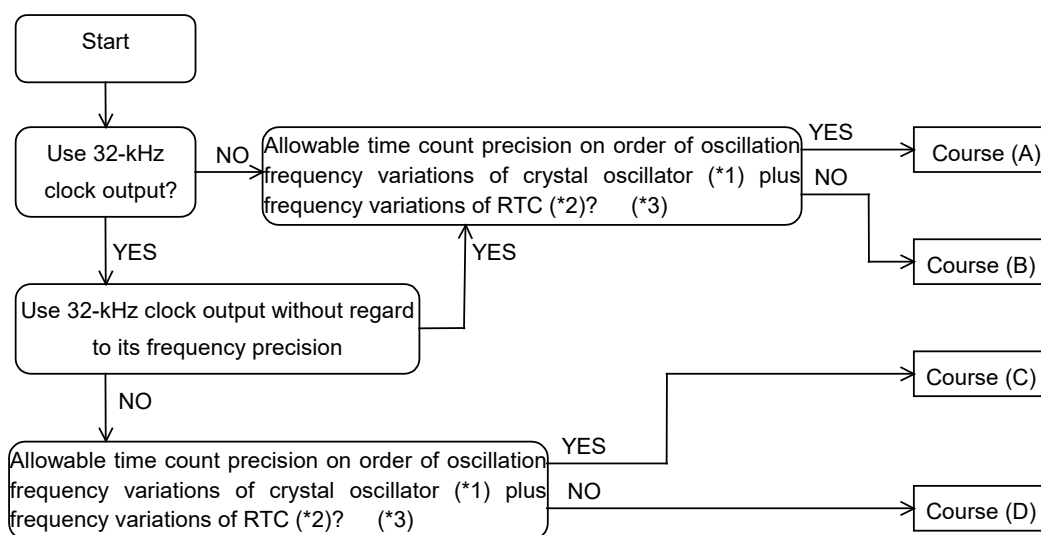 Start
Use 32-kHz
clock output?
NO
Allowable time count precision on order of oscillation
frequency variations of crystal oscillator (*1) plus
frequency variations of RTC (*2)? (*3)
YES
Course (A)
NO
Course (B)
YES
YES
Use 32-kHz clock output without regard
to its frequency precision
NO
Course (C)
Allowable time count precision on order of oscillation
frequency variations of crystal oscillator (*1) plus
frequency variations of RTC (*2)? (*3)
YES
NO
Course (D)